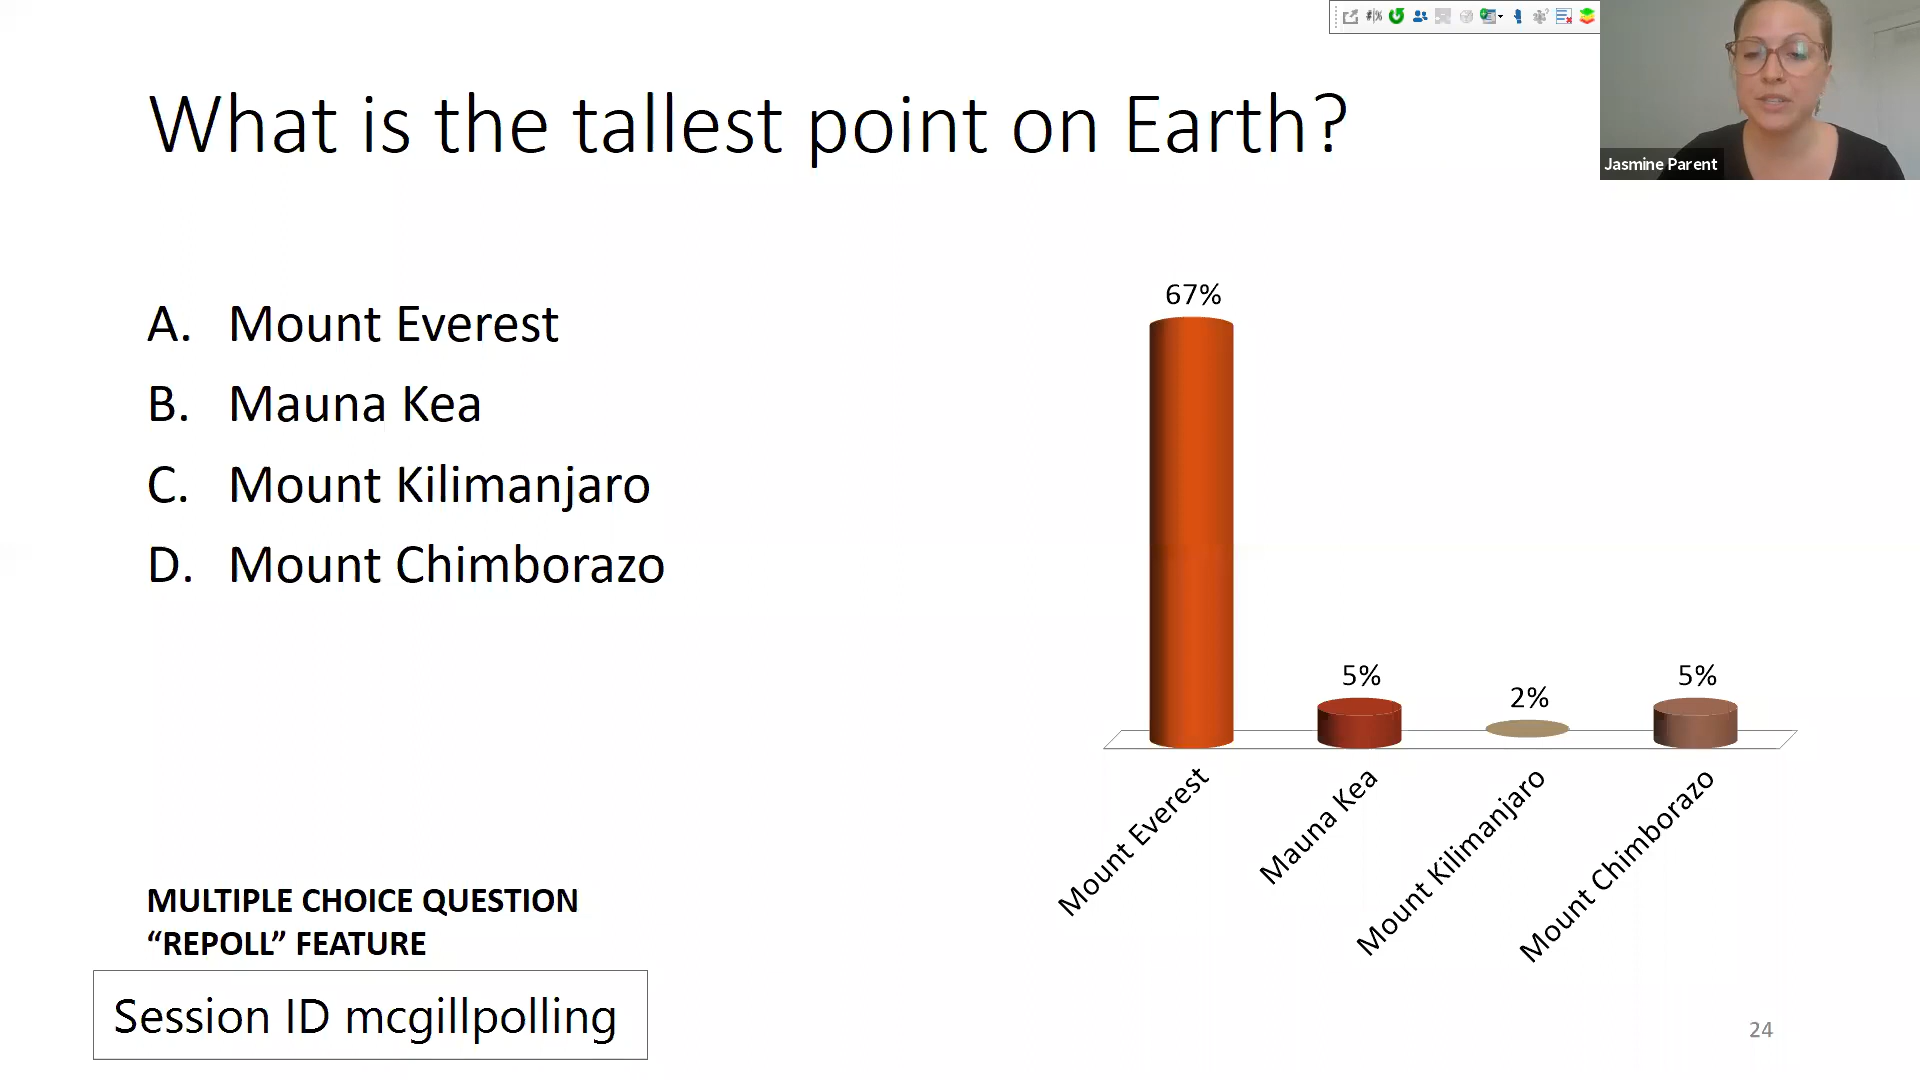 What is the tallest point on Earth?
Jasmine Parent
A. Mount Everest
B. Mauna Kea
C. Mount Kilimanjaro
D. Mount Chimborazo
67%
5%
2%
5%
Mount Everest
Mauna Kea
Mount Kilimanjaro
Mount Chimborazo
MULTIPLE CHOICE QUESTION
“REPOLL” FEATURE
Session ID mcgillpolling
24